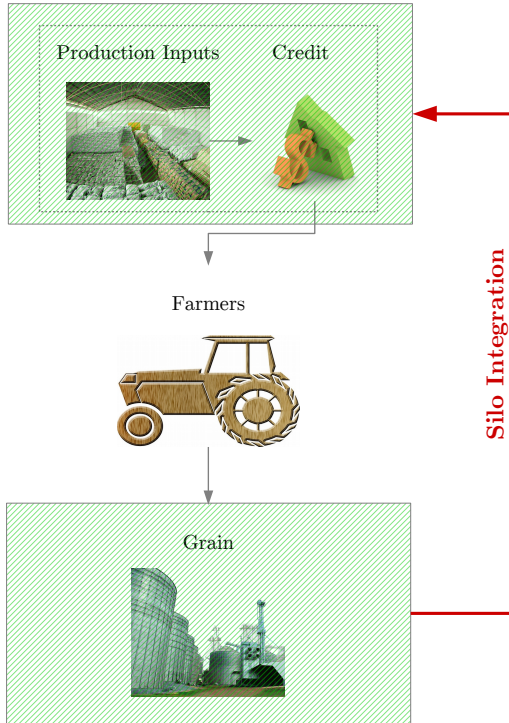 Production Inputs
Credit
Farmers
Silo Integration
Grain